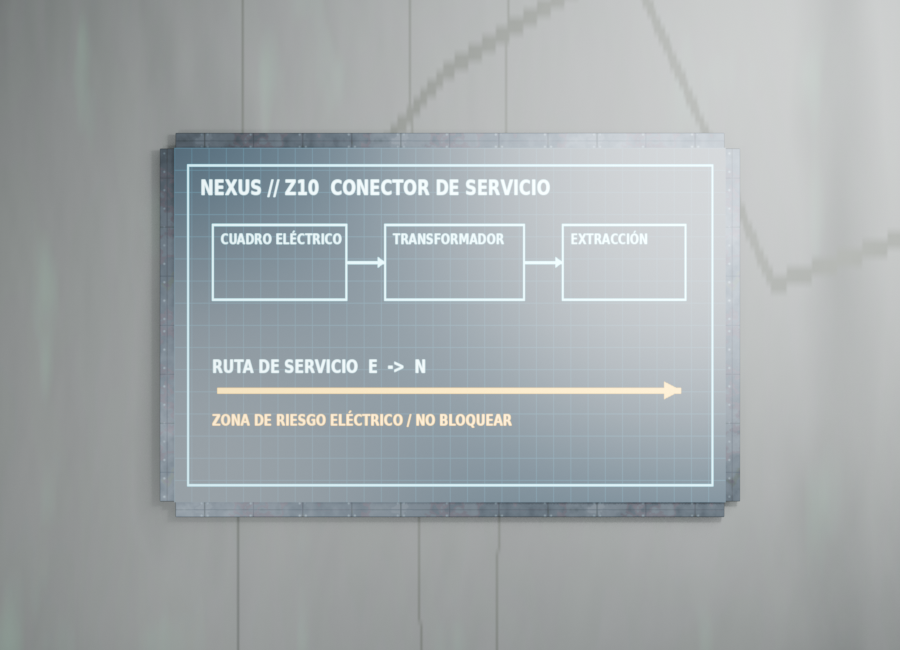 NEXUS // Z10 CONECTOR DE SERVICIO
CUADRO ELÉCTRICO
TRANSFORMADOR
EXTRACCIÓN
RUTA DE SERVICIO E -> N
ZONA DE RIESGO ELÉCTRICO / NO BLOQUEAR